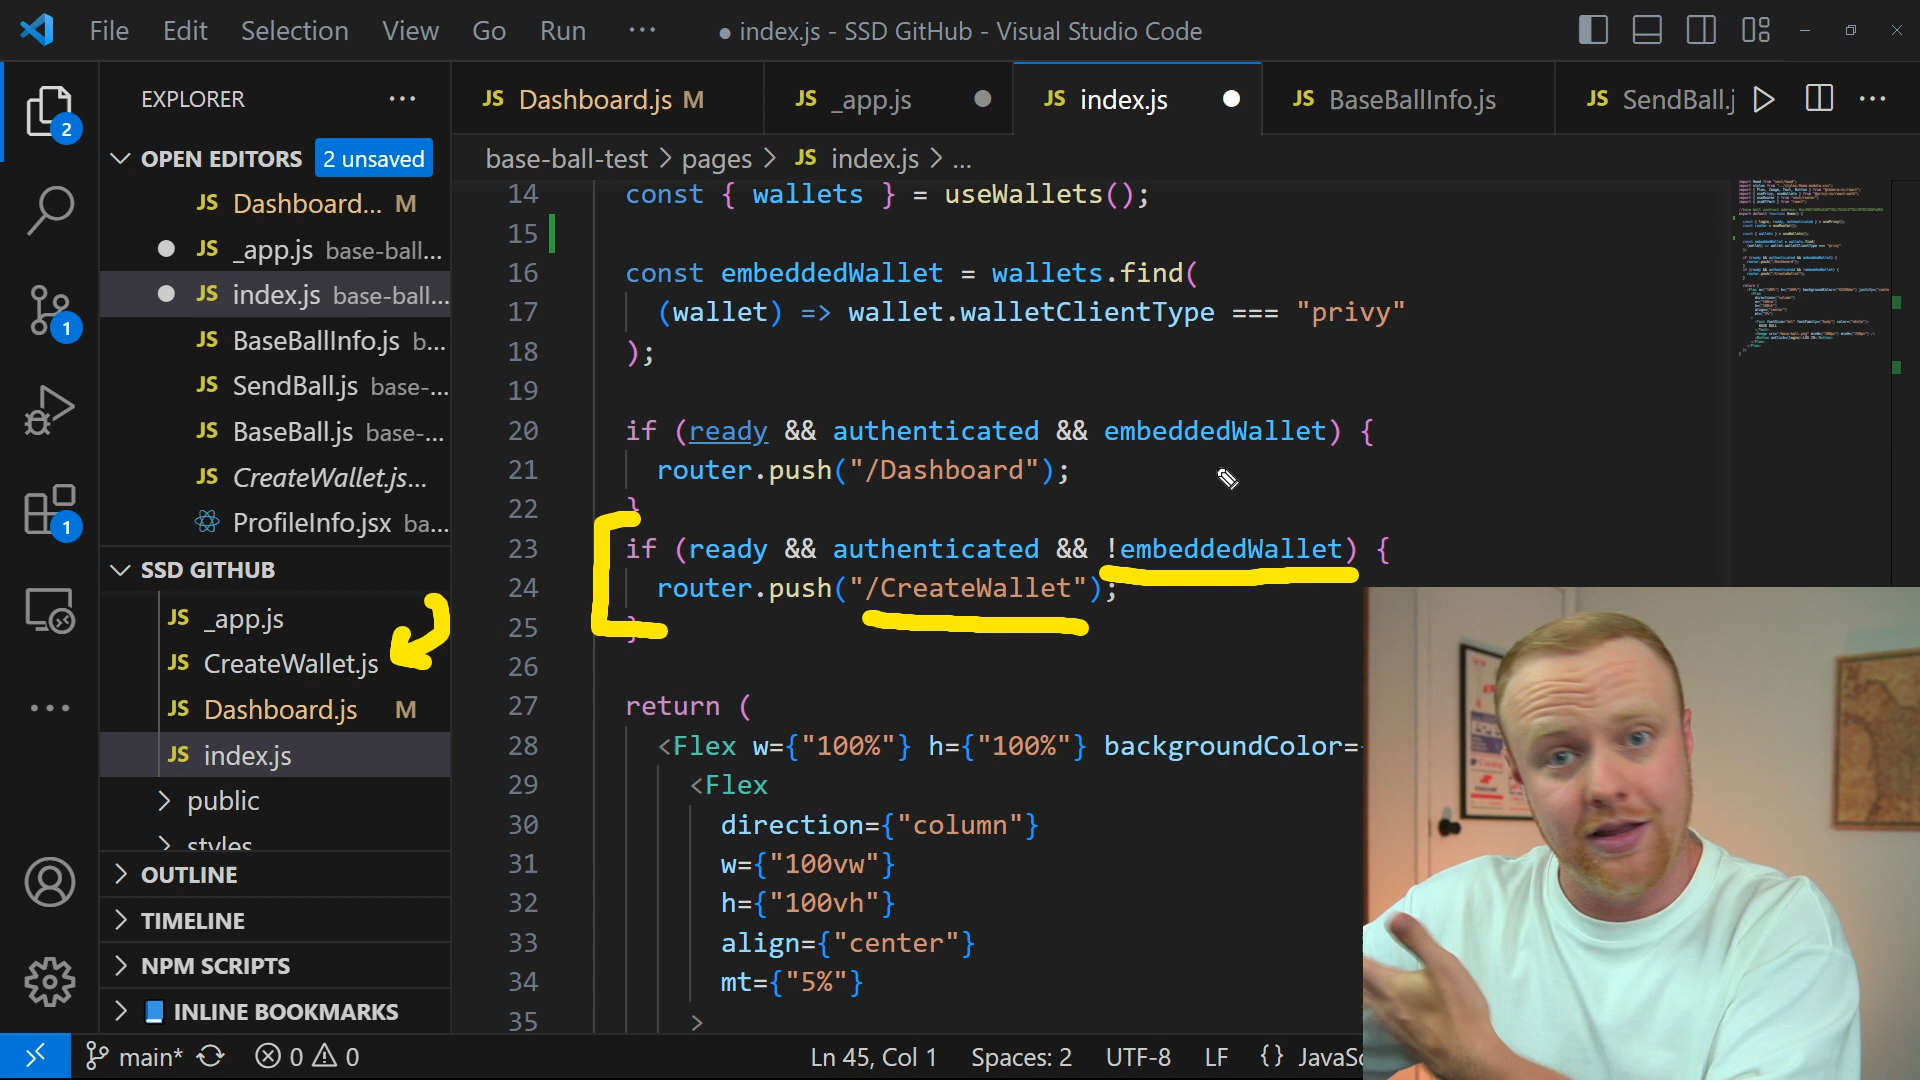 File Edit Selection View Go Run ··· ● index.js - SSD GitHub - Visual Studio Code
EXPLORER ···
JS Dashboard.js M JS _app.js ● JS index.js ● JS BaseBallInfo.js JS SendBall.j ···
2
OPEN EDITORS 2 unsaved
base-ball-test > pages > JS index.js > ...
JS Dashboard... M
JS _app.js base-ball...
JS index.js base-ball...
JS BaseBallInfo.js b...
JS SendBall.js base-...
JS BaseBall.js base-...
JS CreateWallet.js...
ProfileInfo.jsx ba...
1
1
SSD GITHUB
JS _app.js
JS CreateWallet.js
JS Dashboard.js M
JS index.js
> public
> styles
> OUTLINE
> TIMELINE
> NPM SCRIPTS
> INLINE BOOKMARKS
14 const { wallets } = useWallets();
15
16 const embeddedWallet = wallets.find(
17 (wallet) => wallet.walletClientType === "privy"
18 );
19
20 if (ready && authenticated && embeddedWallet) {
21 router.push("/Dashboard");
22 }
23 if (ready && authenticated && !embeddedWallet) {
24 router.push("/CreateWallet");
25 }
26
27 return (
28 <Flex w={"100%"} h={"100%"} backgroundColor=
29 <Flex
30 direction={"column"}
31 w={"100vw"}
32 h={"100vh"}
33 align={"center"}
34 mt={"5%"}
35 >
main* 0 0 Ln 45, Col 1 Spaces: 2 UTF-8 LF {} JavaSc